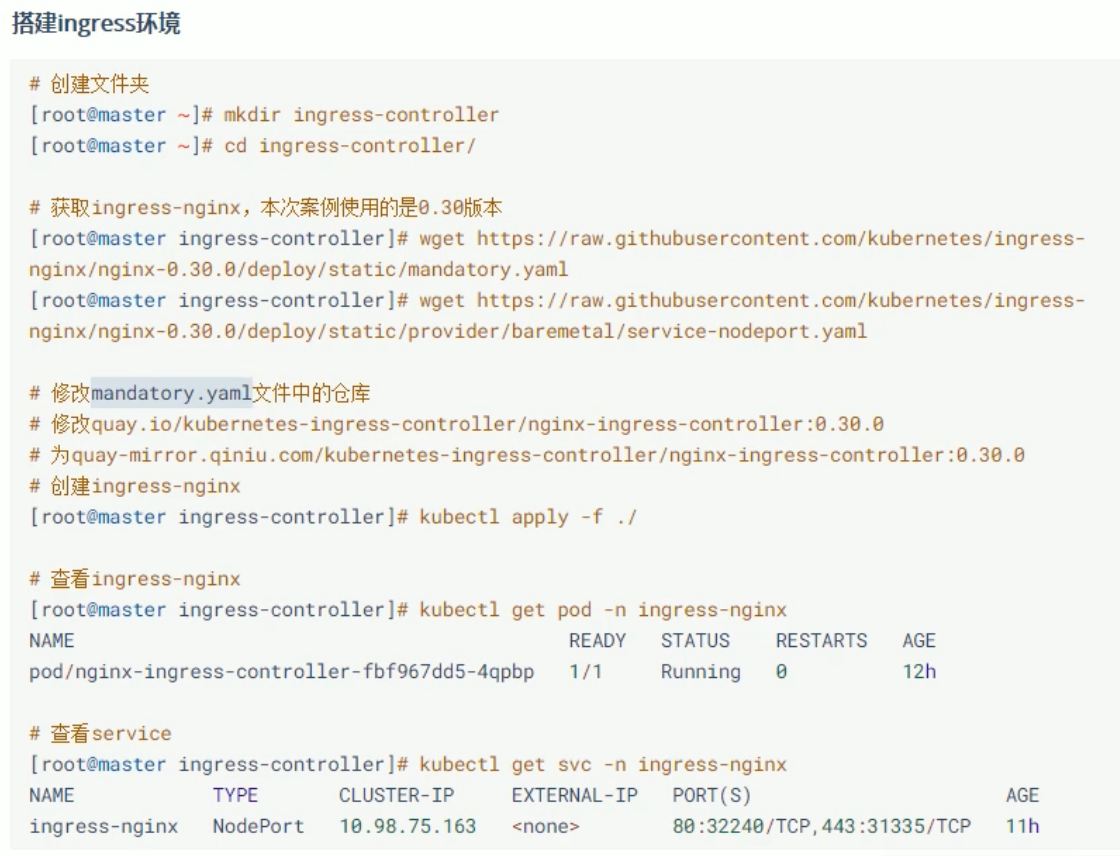 搭建ingress环境
# 创建文件夹
[root@master ~]# mkdir ingress-controller
[root@master ~]# cd ingress-controller/
# 获取ingress-nginx，本次案例使用的是0.30版本
[root@master ingress-controller]# wget https://raw.githubusercontent.com/kubernetes/ingress-
nginx/nginx-0.30.0/deploy/static/mandatory.yaml
[root@master ingress-controller]# wget https://raw.githubusercontent.com/kubernetes/ingress-
nginx/nginx-0.30.0/deploy/static/provider/baremetal/service-nodeport.yaml
# 修改mandatory.yaml文件中的仓库
# 修改quay.io/kubernetes-ingress-controller/nginx-ingress-controller:0.30.0
# 为quay-mirror.qiniu.com/kubernetes-ingress-controller/nginx-ingress-controller:0.30.0
# 创建ingress-nginx
[root@master ingress-controller]# kubectl apply -f ./
# 查看ingress-nginx
[root@master ingress-controller]# kubectl get pod -n ingress-nginx
NAME READY STATUS RESTARTS AGE
pod/nginx-ingress-controller-fbf967dd5-4qpbp 1/1 Running 0 12h
# 查看service
[root@master ingress-controller]# kubectl get svc -n ingress-nginx
NAME TYPE CLUSTER-IP EXTERNAL-IP PORT(S) AGE
ingress-nginx NodePort 10.98.75.163 <none> 80:32240/TCP,443:31335/TCP 11h